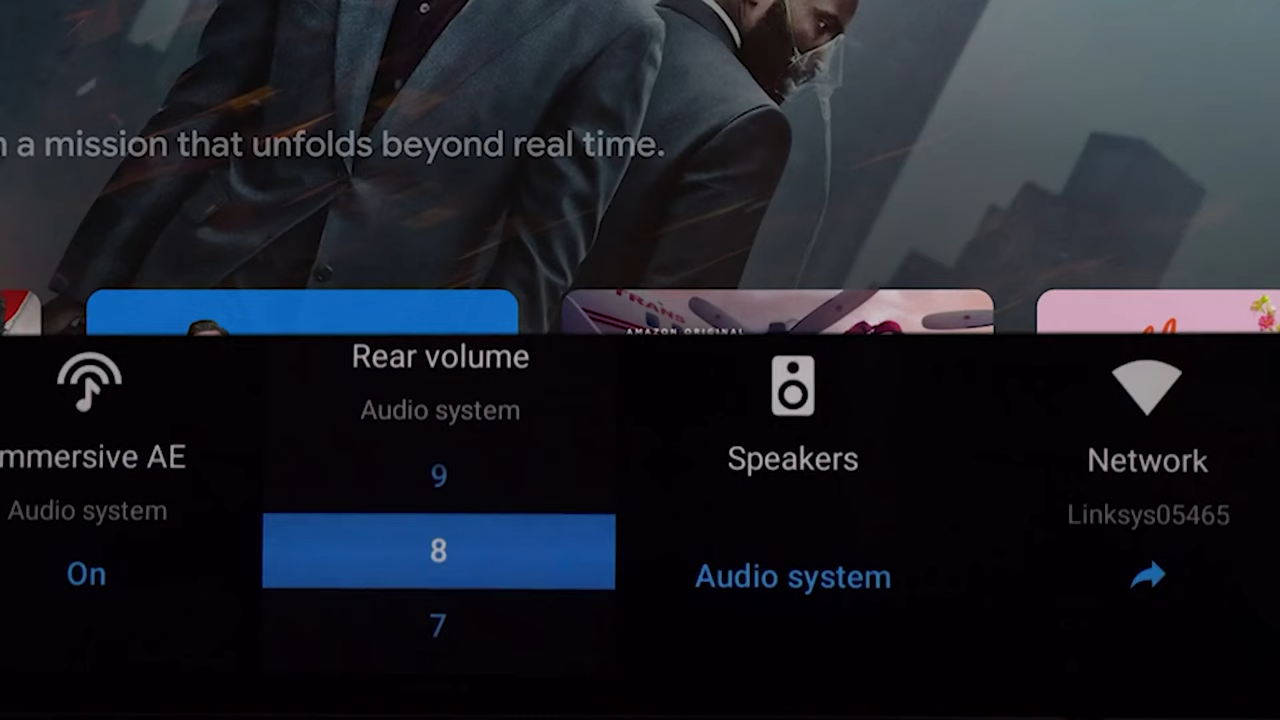 a mission that unfolds beyond real time.
TRANS
AMAZON ORIGINAL
Rear volume
Audio system
9
8
7
mmersive AE
Audio system
On
Speakers
Audio system
Network
Linksys05465